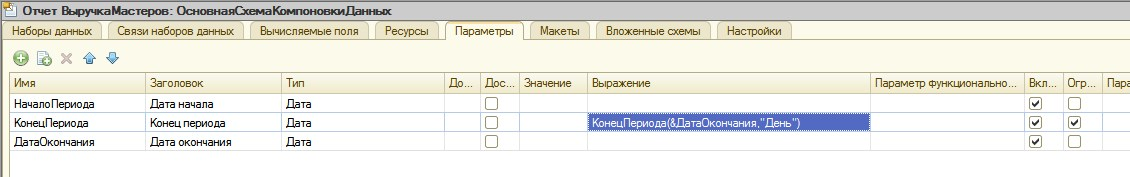 Отчет ВыручкаМастеров: ОсновнаяСхемаКомпоновкиДанных
Наборы данных Связи наборов данных Вычисляемые поля Ресурсы Параметры Макеты Вложенные схемы Настройки
Имя Заголовок Тип До... Дос... Значение Выражение Параметр функционально... Вкл... Огр... Пара
НачалоПериода Дата начала Дата
КонецПериода Конец периода Дата КонецПериода(&ДатаОкончания,"День")
ДатаОкончания Дата окончания Дата